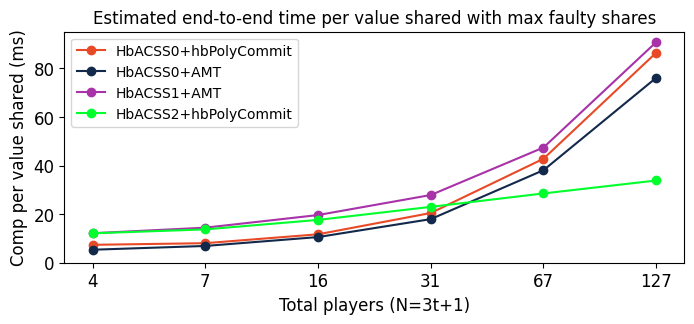 Estimated end-to-end time per value shared with max faulty shares
Comp per value shared (ms)
80
60
40
20
0
HbACSS0+hbPolyCommit
HbACSS0+AMT
HbACSS1+AMT
HbACSS2+hbPolyCommit
4 7 16 31 67 127
Total players (N=3t+1)